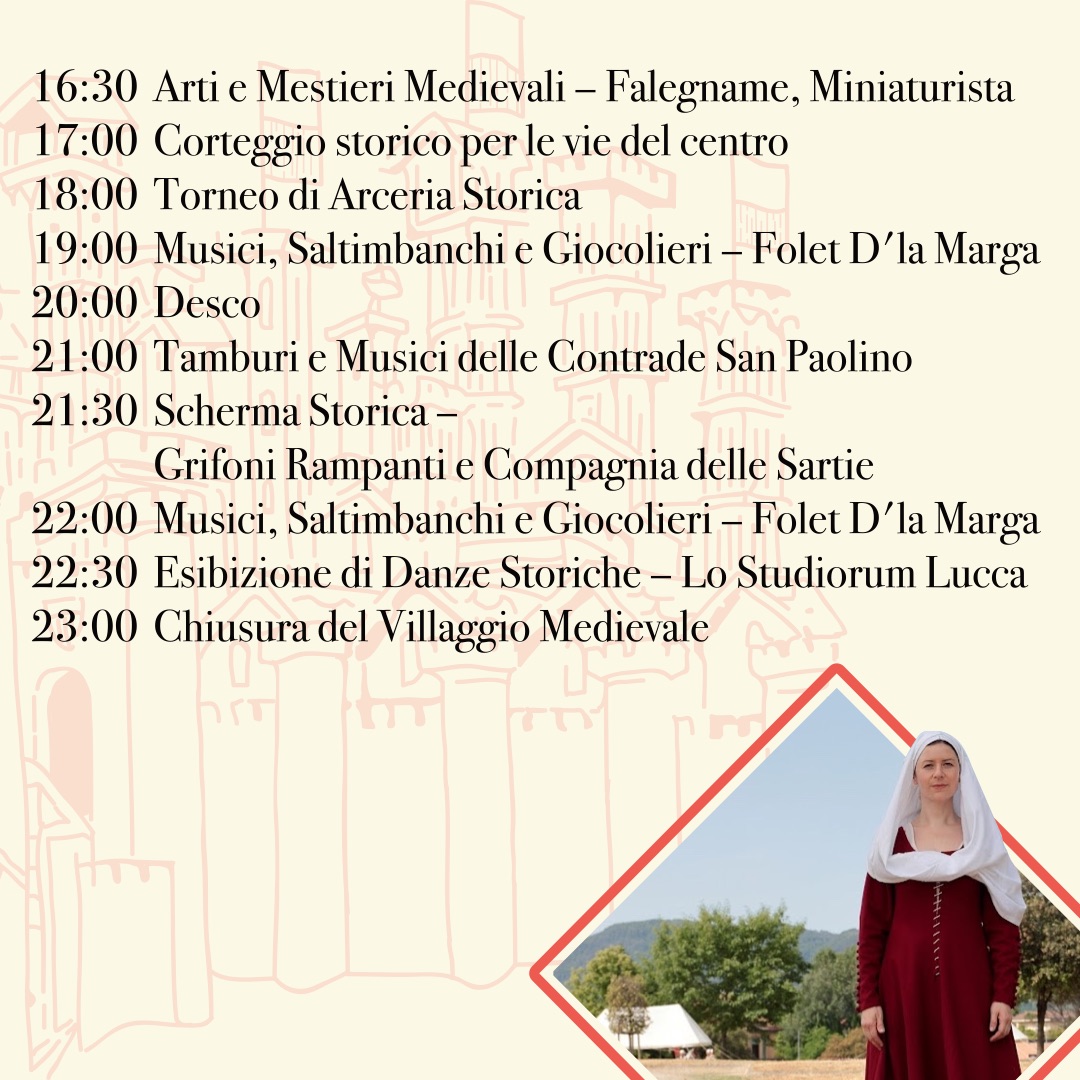 16:30 Arti e Mestieri Medievali – Falegname, Miniaturista
17:00 Corteggio storico per le vie del centro
18:00 Torneo di Arceria Storica
19:00 Musici, Saltimbanchi e Giocolieri – Folet D'la Marga
20:00 Desco
21:00 Tamburi e Musici delle Contrade San Paolino
21:30 Scherma Storica –
Grifoni Rampanti e Compagnia delle Sartie
22:00 Musici, Saltimbanchi e Giocolieri – Folet D'la Marga
22:30 Esibizione di Danze Storiche – Lo Studiorum Lucca
23:00 Chiusura del Villaggio Medievale